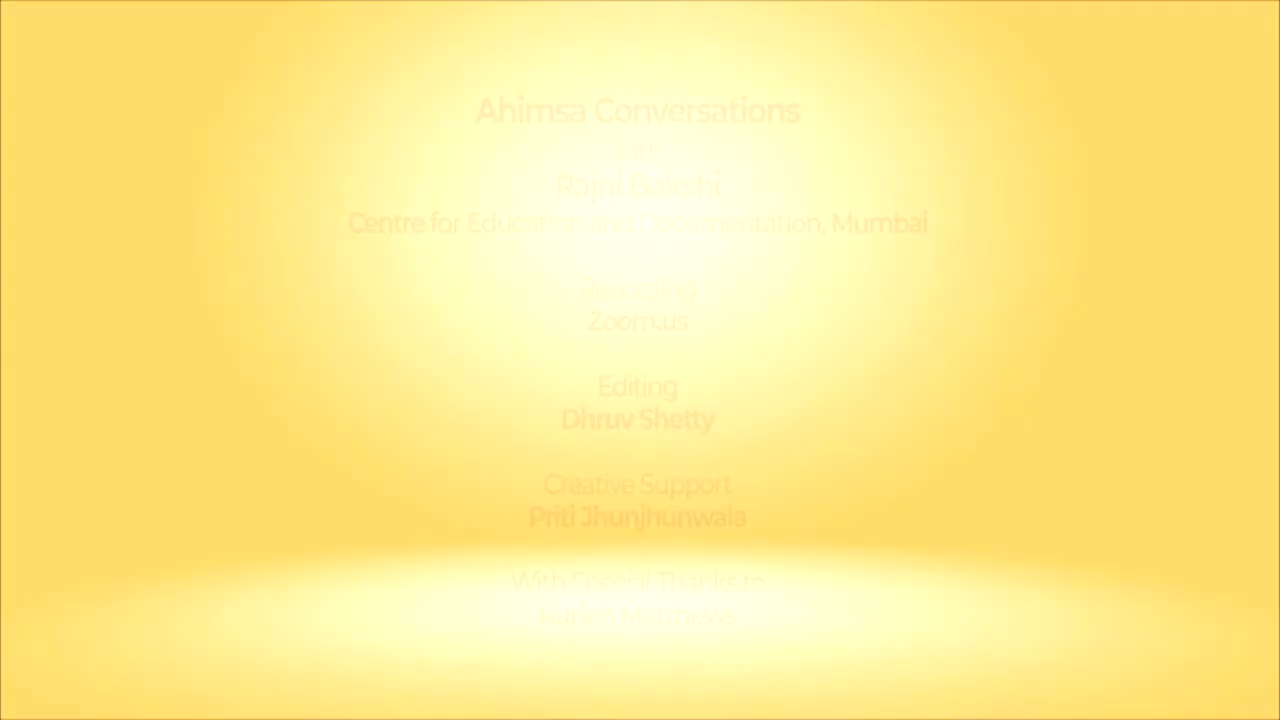 Ahimsa Conversations
with
Rajni Bakshi
Centre for Education and Documentation, Mumbai
Recording
Zoom.us
Editing
Dhruv Shetty
Creative Support
Priti Jhunjhunwala
With Special Thanks to
Matthews